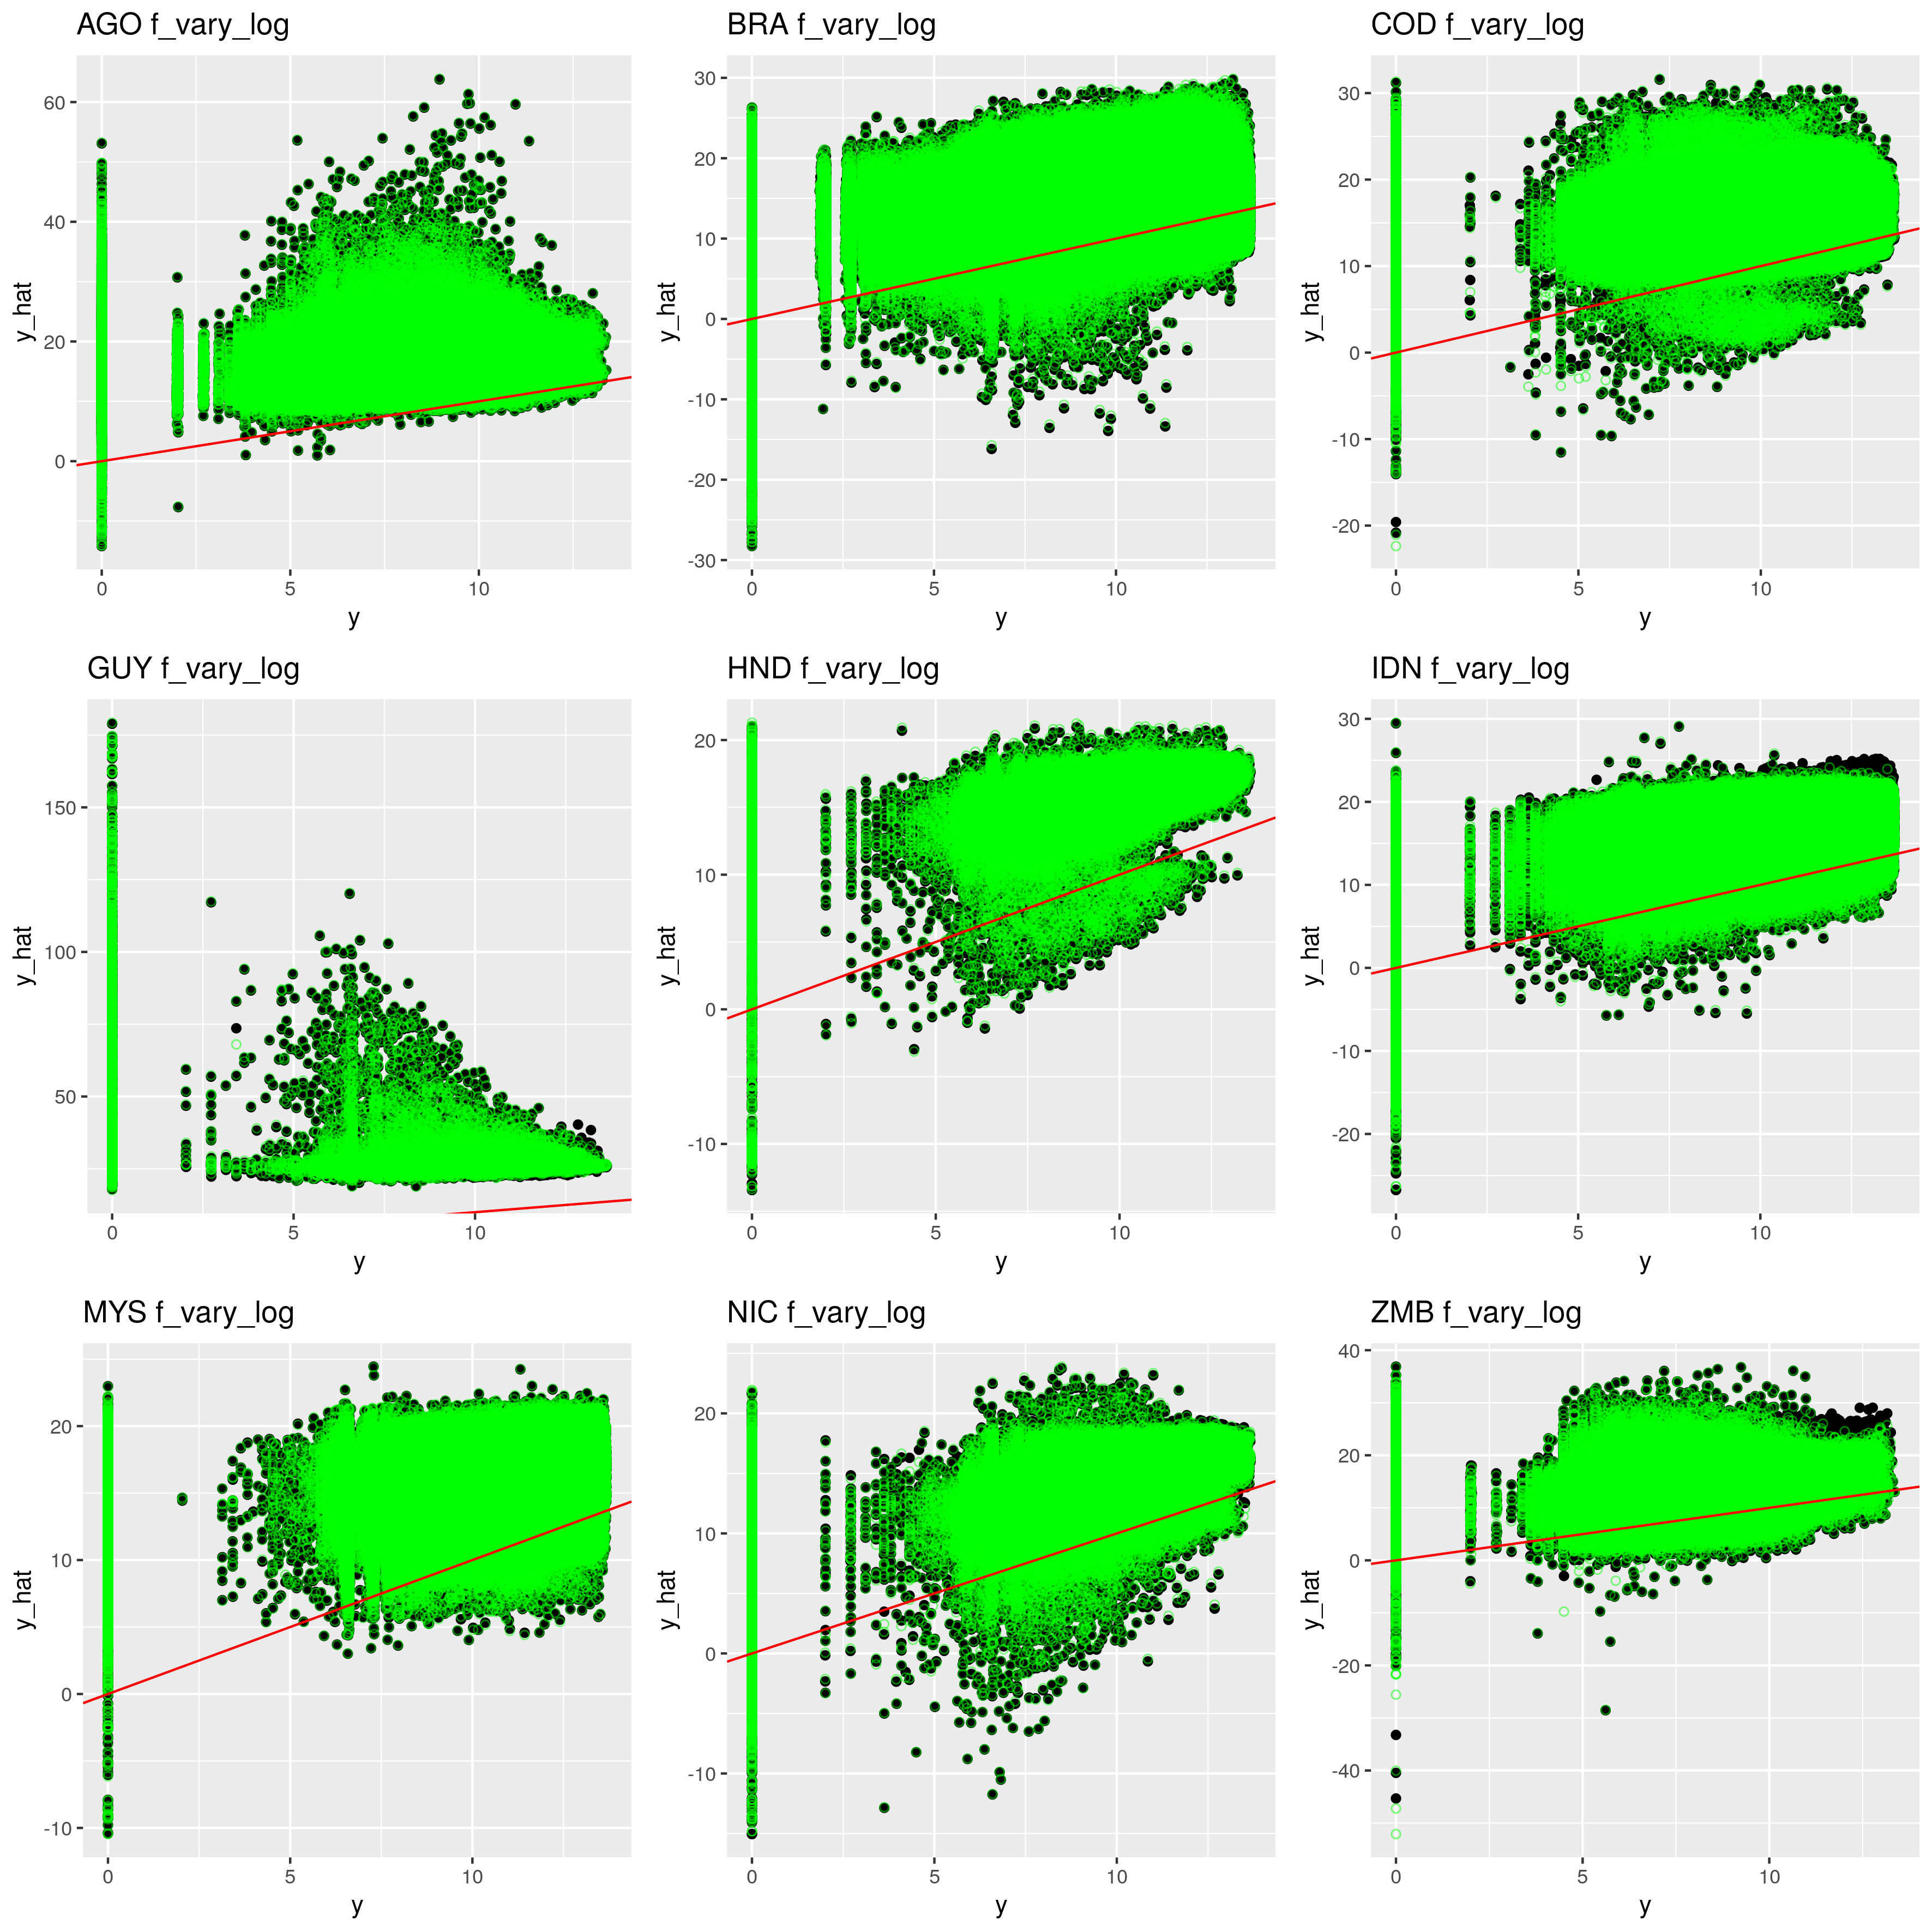 AGO f_vary_log
60
40
20
0
y_hat
0 5 10
y
BRA f_vary_log
30
20
10
0
-10
-20
-30
y_hat
0 5 10
y
COD f_vary_log
30
20
10
0
-10
-20
y_hat
0 5 10
y
GUY f_vary_log
150
100
50
y_hat
0 5 10
y
HND f_vary_log
20
10
0
-10
y_hat
0 5 10
y
IDN f_vary_log
30
20
10
0
-10
-20
y_hat
0 5 10
y
MYS f_vary_log
20
10
0
-10
y_hat
0 5 10
y
NIC f_vary_log
20
10
0
-10
y_hat
0 5 10
y
ZMB f_vary_log
40
20
0
-20
-40
y_hat
0 5 10
y